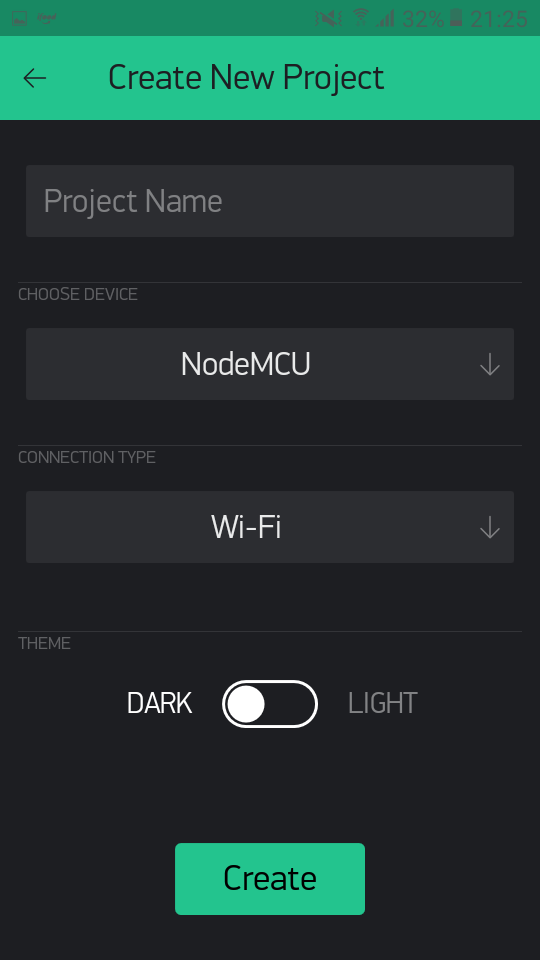 32% 21:25
Create New Project
Project Name
CHOOSE DEVICE
NodeMCU
CONNECTION TYPE
Wi-Fi
THEME
DARK LIGHT
Create